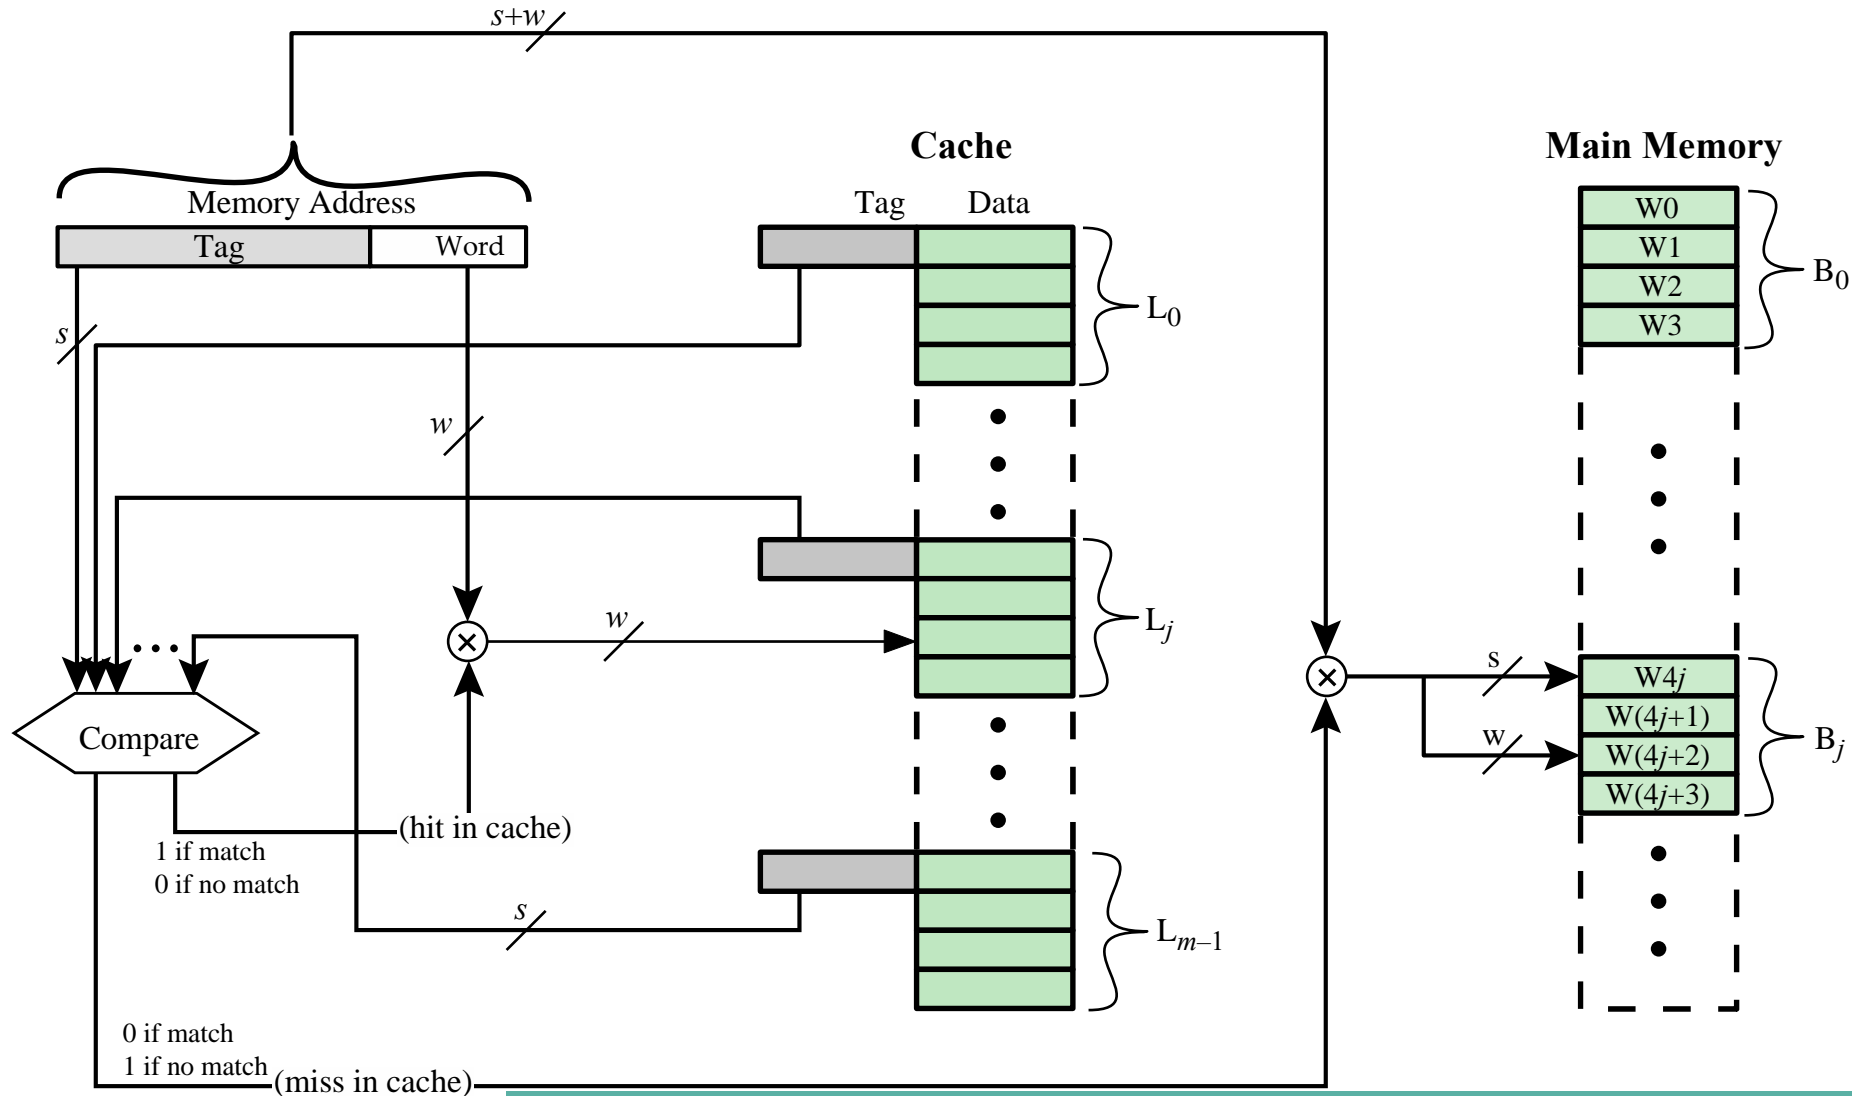 s+w
Cache
Main Memory
Memory Address
Tag Data
Tag Word
W0
W1
W2
W3
B0
L0
s
w
Lj
w
s
W4j
W(4j+1)
w
W(4j+2)
W(4j+3)
Bj
Compare
(hit in cache)
1 if match
0 if no match
s
Lm–1
0 if match
1 if no match
(miss in cache)